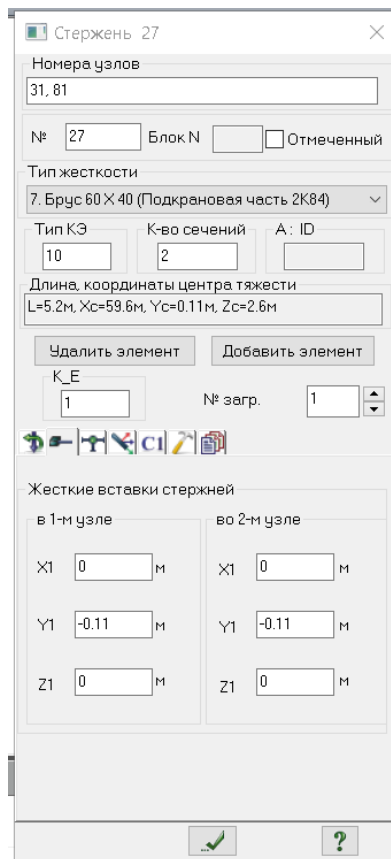 Стержень 27
Номера узлов
31, 81
№ 27 Блок N Отмеченный
Тип жесткости
7. Брус 60 X 40 (Подкрановая часть 2К84)
Тип КЭ К-во сечений А : ID
10 2
Длина, координаты центра тяжести
L=5.2м, Xc=59.6м, Yc=0.11м, Zc=2.6м
Удалить элемент Добавить элемент
K_E
1 № загр. 1
C1
Жесткие вставки стержней
в 1-м узле во 2-м узле
X1 0 м X1 0 м
Y1 -0.11 м Y1 -0.11 м
Z1 0 м Z1 0 м
?